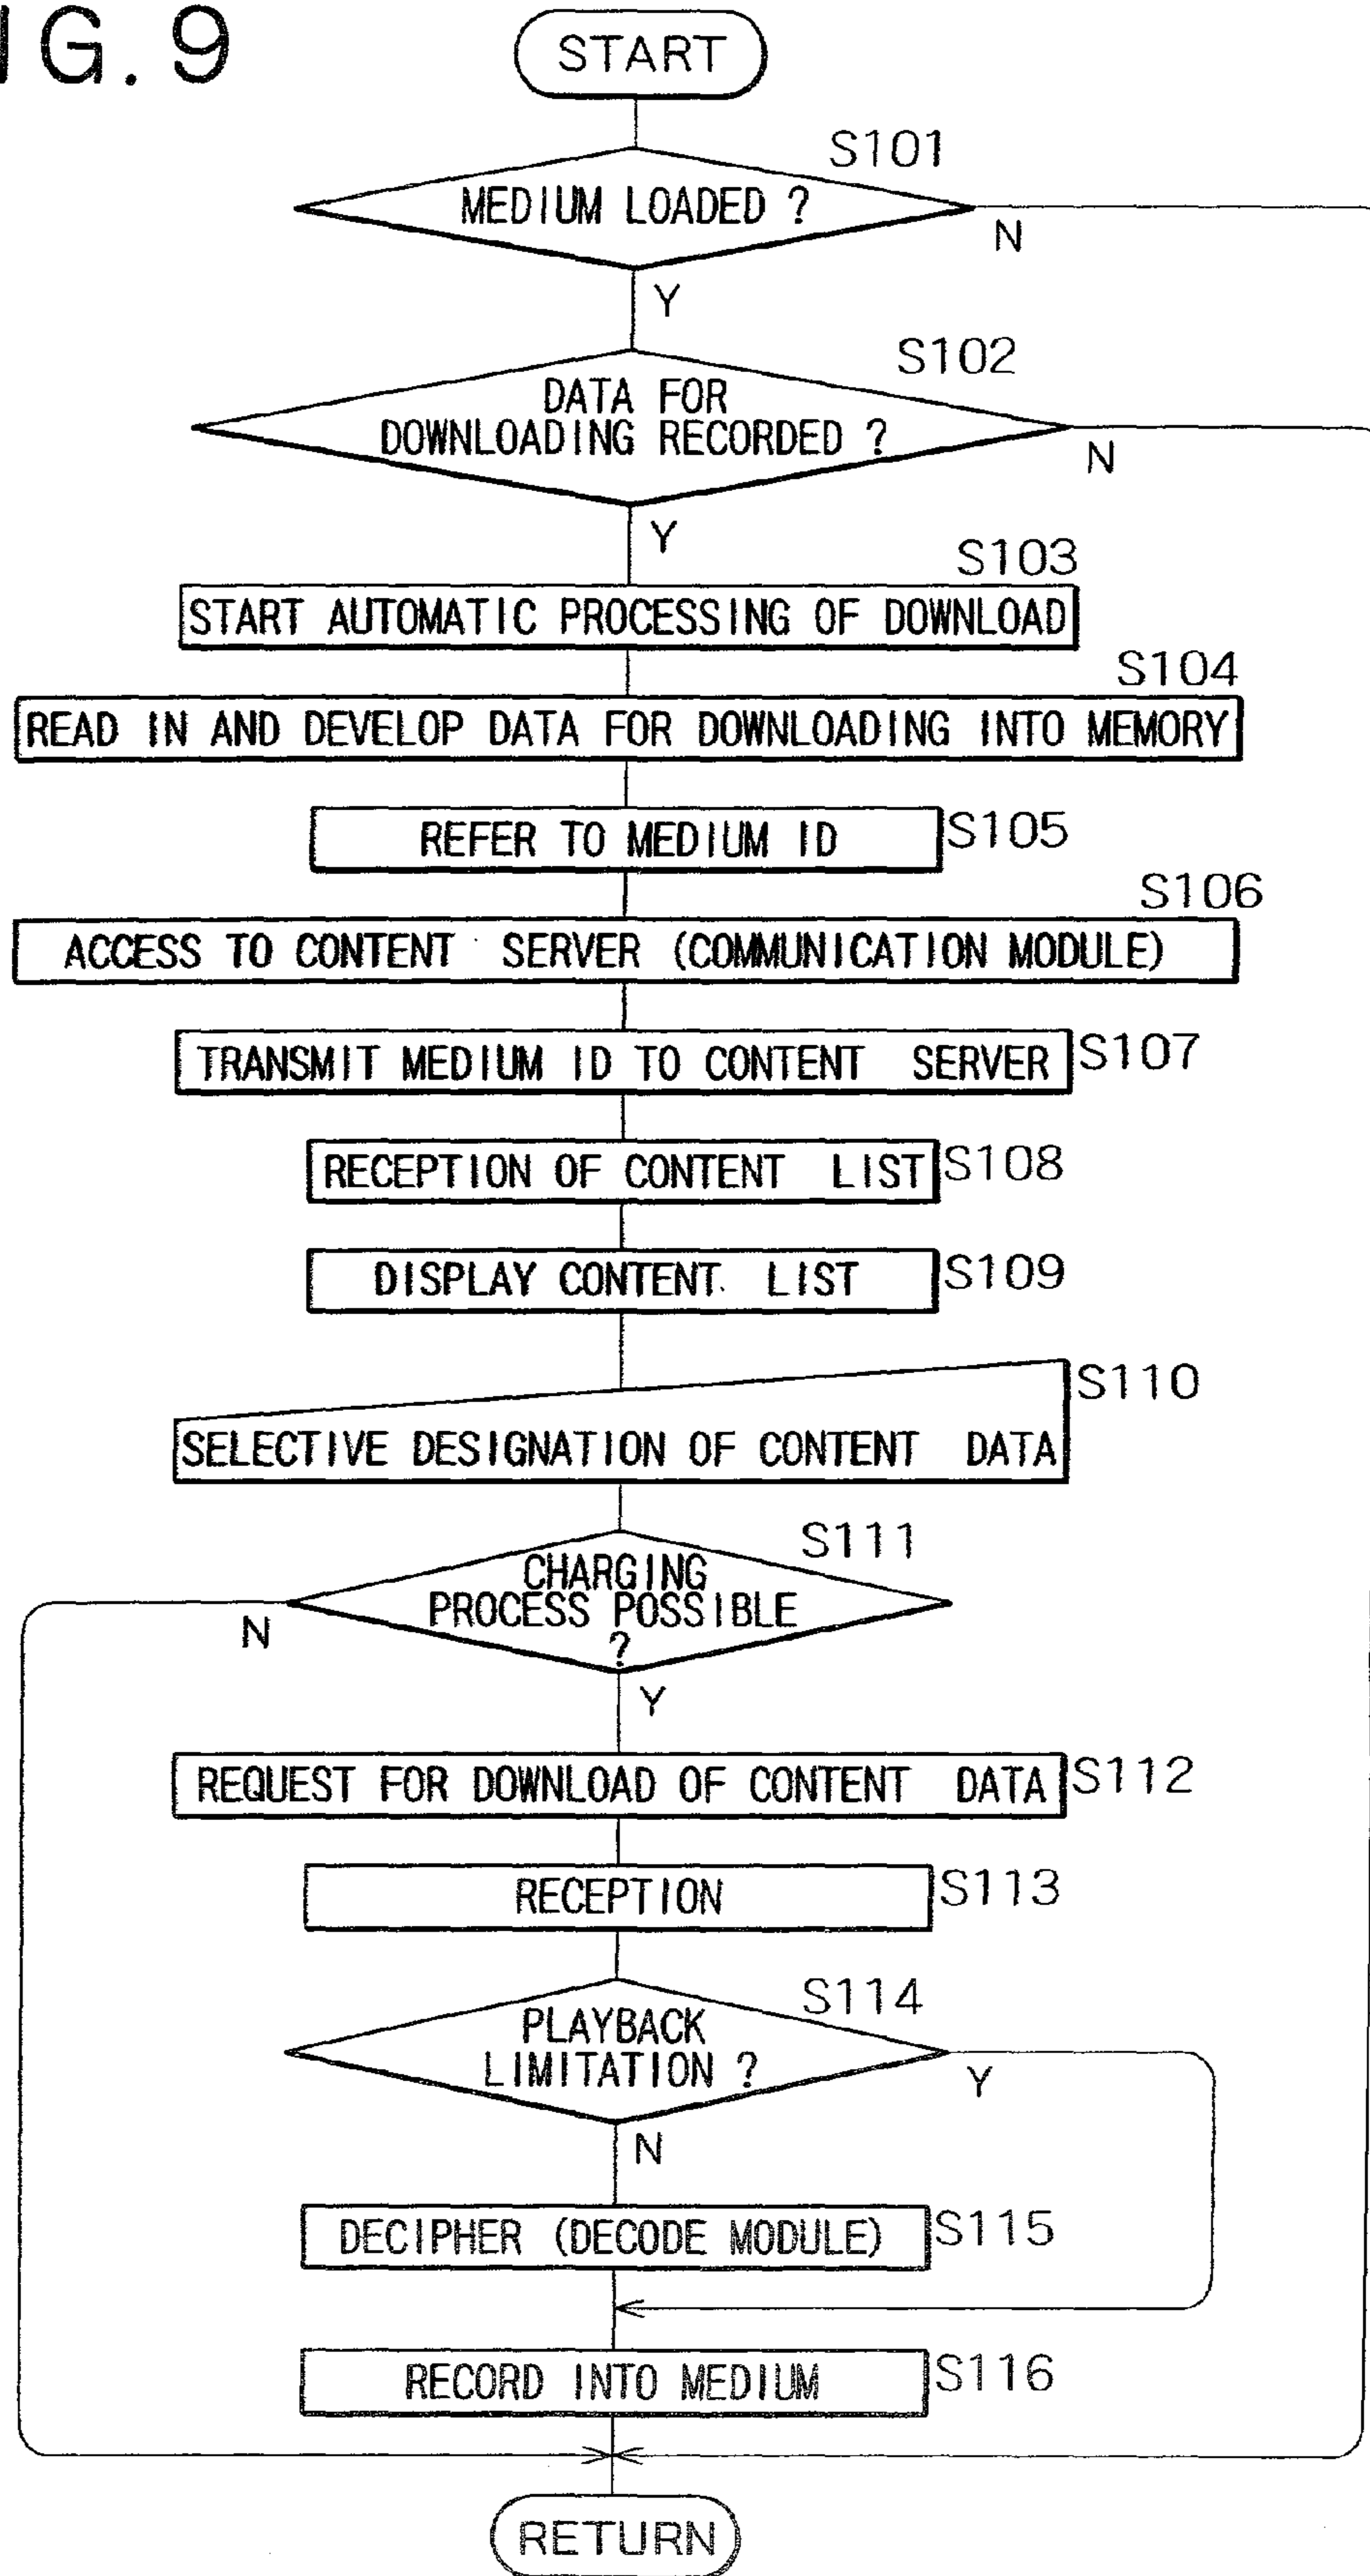 IG. 9
START
S101
MEDIUM LOADED ?
N
Y
S102
DATA FOR
DOWNLOADING RECORDED ?
N
Y
S103
START AUTOMATIC PROCESSING OF DOWNLOAD
S104
READ IN AND DEVELOP DATA FOR DOWNLOADING INTO MEMORY
REFER TO MEDIUM ID S105
S106
ACCESS TO CONTENT SERVER (COMMUNICATION MODULE)
TRANSMIT MEDIUM ID TO CONTENT SERVER S107
RECEPTION OF CONTENT LIST S108
DISPLAY CONTENT LIST S109
S110
SELECTIVE DESIGNATION OF CONTENT DATA
S111
CHARGING
PROCESS POSSIBLE
?
N
Y
REQUEST FOR DOWNLOAD OF CONTENT DATA S112
RECEPTION S113
S114
PLAYBACK
LIMITATION ?
Y
N
DECIPHER (DECODE MODULE) S115
RECORD INTO MEDIUM S116
RETURN